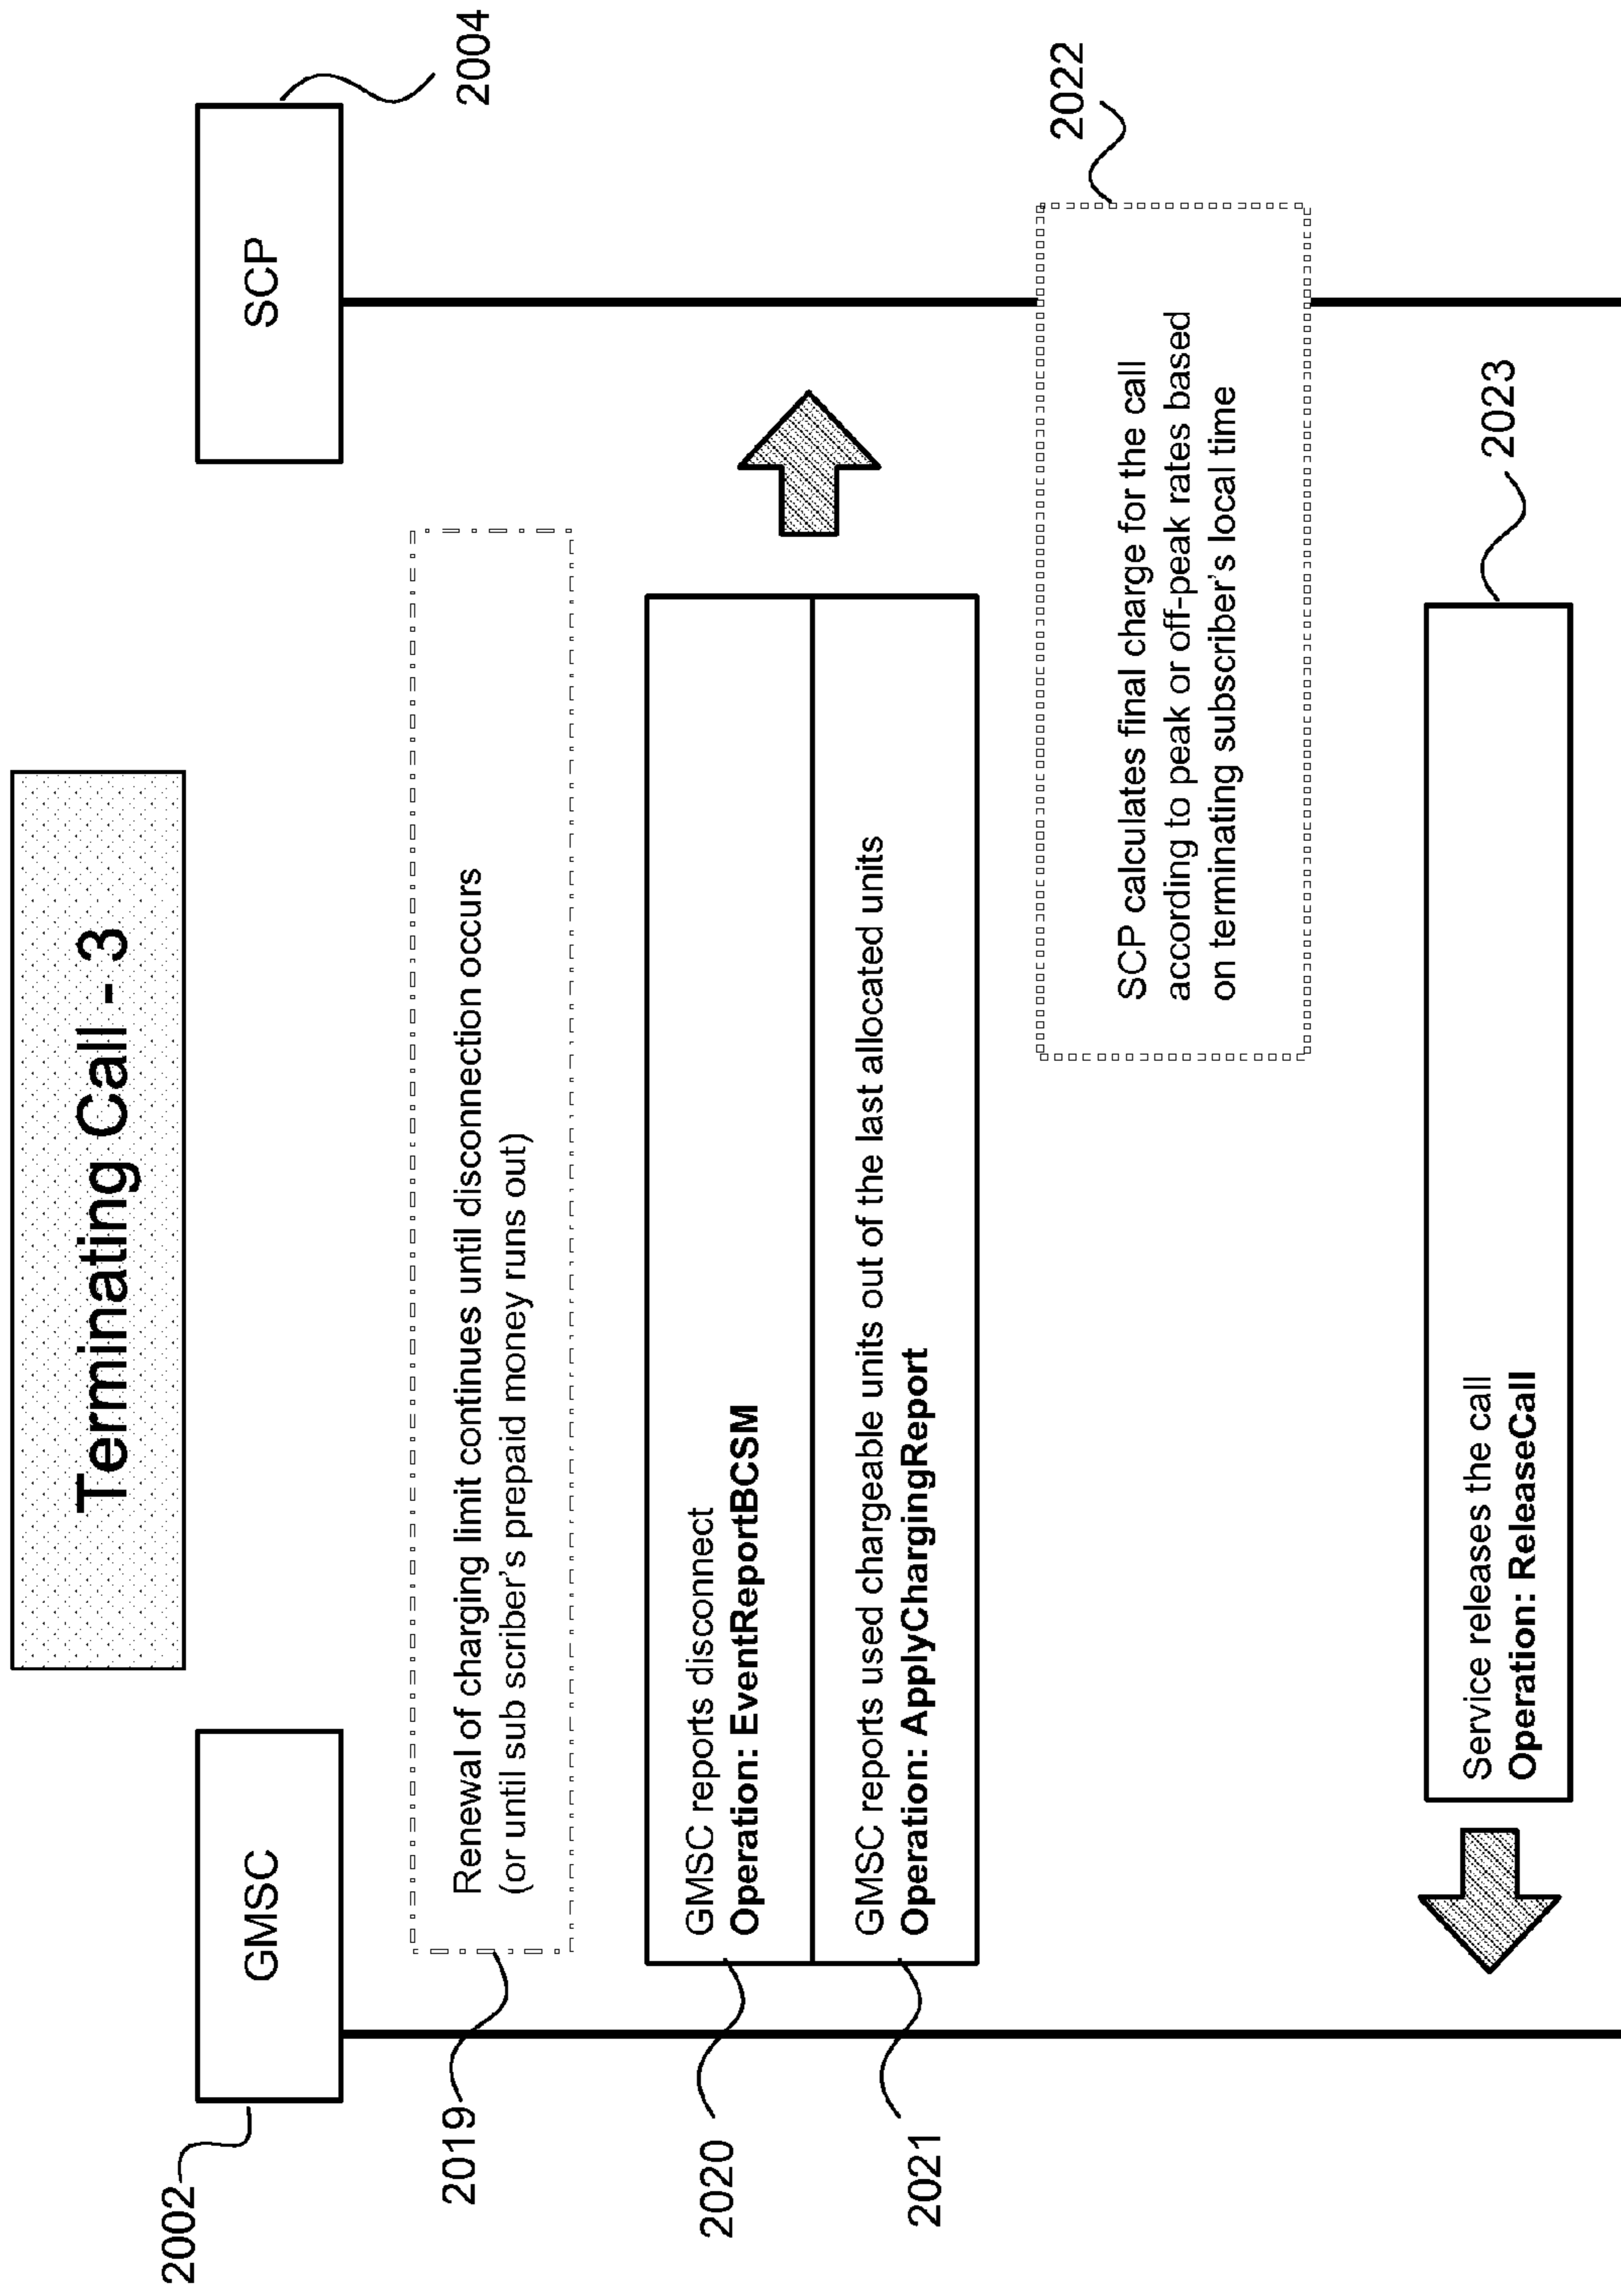 Terminating Call - 3
2002
GMSC
SCP
2004
2019
Renewal of charging limit continues until disconnection occurs
(or until sub scriber's prepaid money runs out)
2020
GMSC reports disconnect
Operation: EventReportBCSM
2021
GMSC reports used chargeable units out of the last allocated units
Operation: ApplyChargingReport
2022
SCP calculates final charge for the call
according to peak or off-peak rates based
on terminating subscriber's local time
2023
Service releases the call
Operation: ReleaseCall